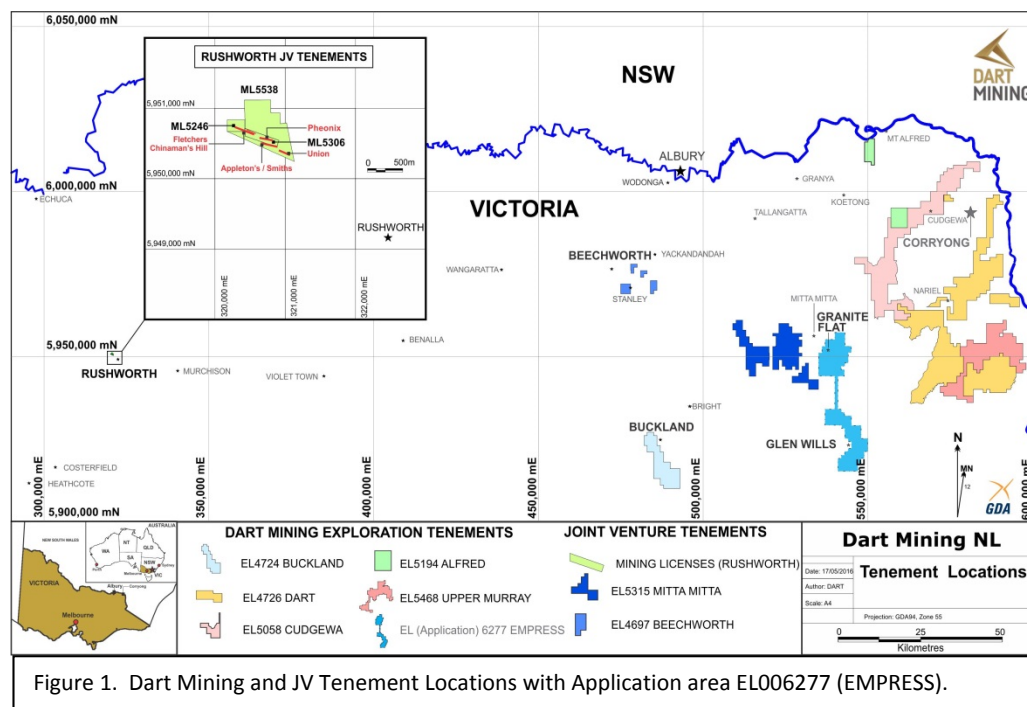 6,050,000 mN
RUSHWORTH JV TENEMENTS
ML5538
5,951,000 mN
ML5246
Pheonix
Fletchers
ML5306
Chinaman's Hill
Union
Appleton's / Smiths
0 500m
5,950,000 mN
RUSHWORTH
5,949,000 mN
320,000 mE
321,000 mE
322,000 mE
NSW
DART
MINING
MT ALFRED
ALBURY
WODONGA
GRANYA
KOETONG
6,000,000 mN
ECHUCA
VICTORIA
TALLANGATTA
CUDGEWA
CORRYONG
BEECHWORTH
YACKANDANDAH
WANGARATTA
STANLEY
NARIEL
MITTA MITTA
GRANITE
FLAT
5,950,000 mN
BENALLA
RUSHWORTH
MURCHISON
VIOLET TOWN
BRIGHT
BUCKLAND
GLEN WILLS
N
MN
12
GDA
COSTERFIELD
HEATHCOTE
300,000 mE
5,900,000 mN
350,000 mE
400,000 mE
450,000 mE
500,000 mE
550,000 mE
600,000 mE
NEW SOUTH WALES
AUSTRALIA
WA
NT
QLD
SA
NSW
VIC
Melbourne
VICTORIA
Albury
Corryong
Melbourne
DART MINING EXPLORATION TENEMENTS
EL4724 BUCKLAND
EL4726 DART
EL5058 CUDGEWA
EL5194 ALFRED
EL5468 UPPER MURRAY
EL (Application) 6277 EMPRESS
JOINT VENTURE TENEMENTS
MINING LICENSES (RUSHWORTH)
EL5315 MITTA MITTA
EL4697 BEECHWORTH
Dart Mining NL
Date: 17/05/2016
Author: DART
Scale: A4
Tenement Locations
Projection: GDA94, Zone 55
0 25 50
Kilometres
Figure 1. Dart Mining and JV Tenement Locations with Application area EL006277 (EMPRESS).